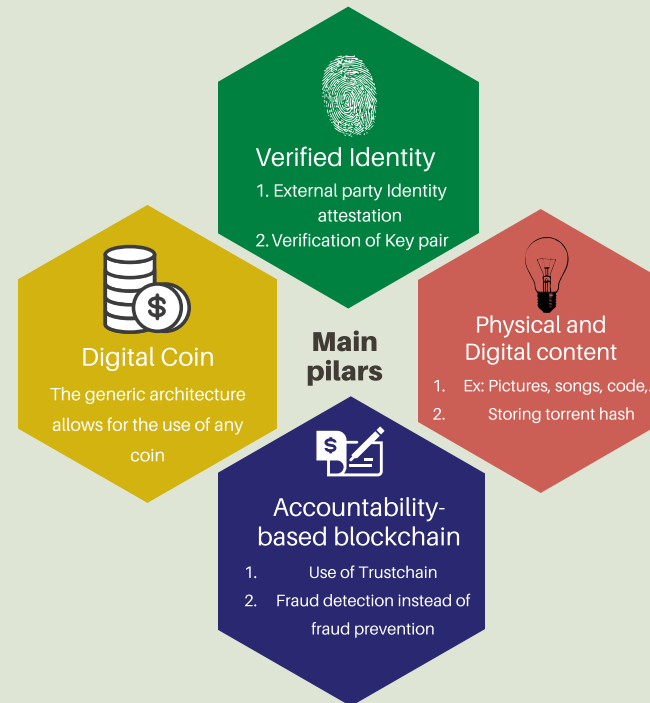 Verified Identity
1. External party Identity
attestation
2. Verification of Key pair
Digital Coin
The generic architecture
allows for the use of any
coin
Main
pilars
Physical and
Digital content
1. Ex: Pictures, songs, code,.
2. Storing torrent hash
Accountability-
based blockchain
1. Use of Trustchain
2. Fraud detection instead of
fraud prevention